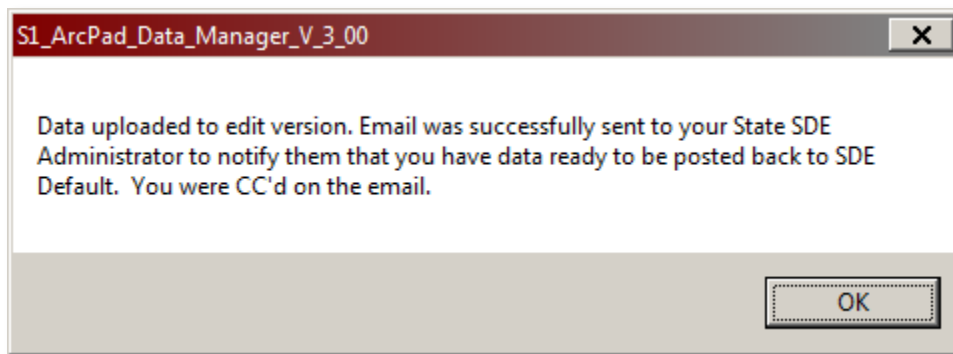 S1_ArcPad_Data_Manager_V_3_00
Data uploaded to edit version. Email was successfully sent to your State SDE
Administrator to notify them that you have data ready to be posted back to SDE
Default.  You were CC'd on the email.
OK